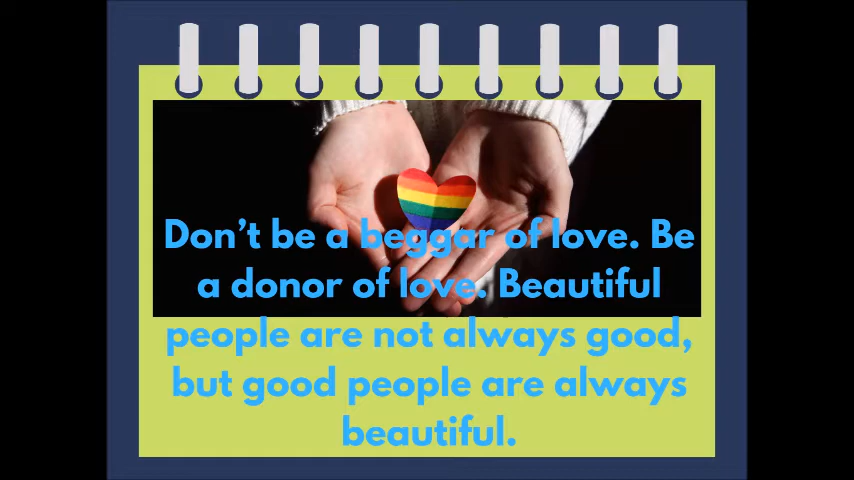 Don’t be a beggar of love. Be
a donor of love. Beautiful
people are not always good,
but good people are always
beautiful.